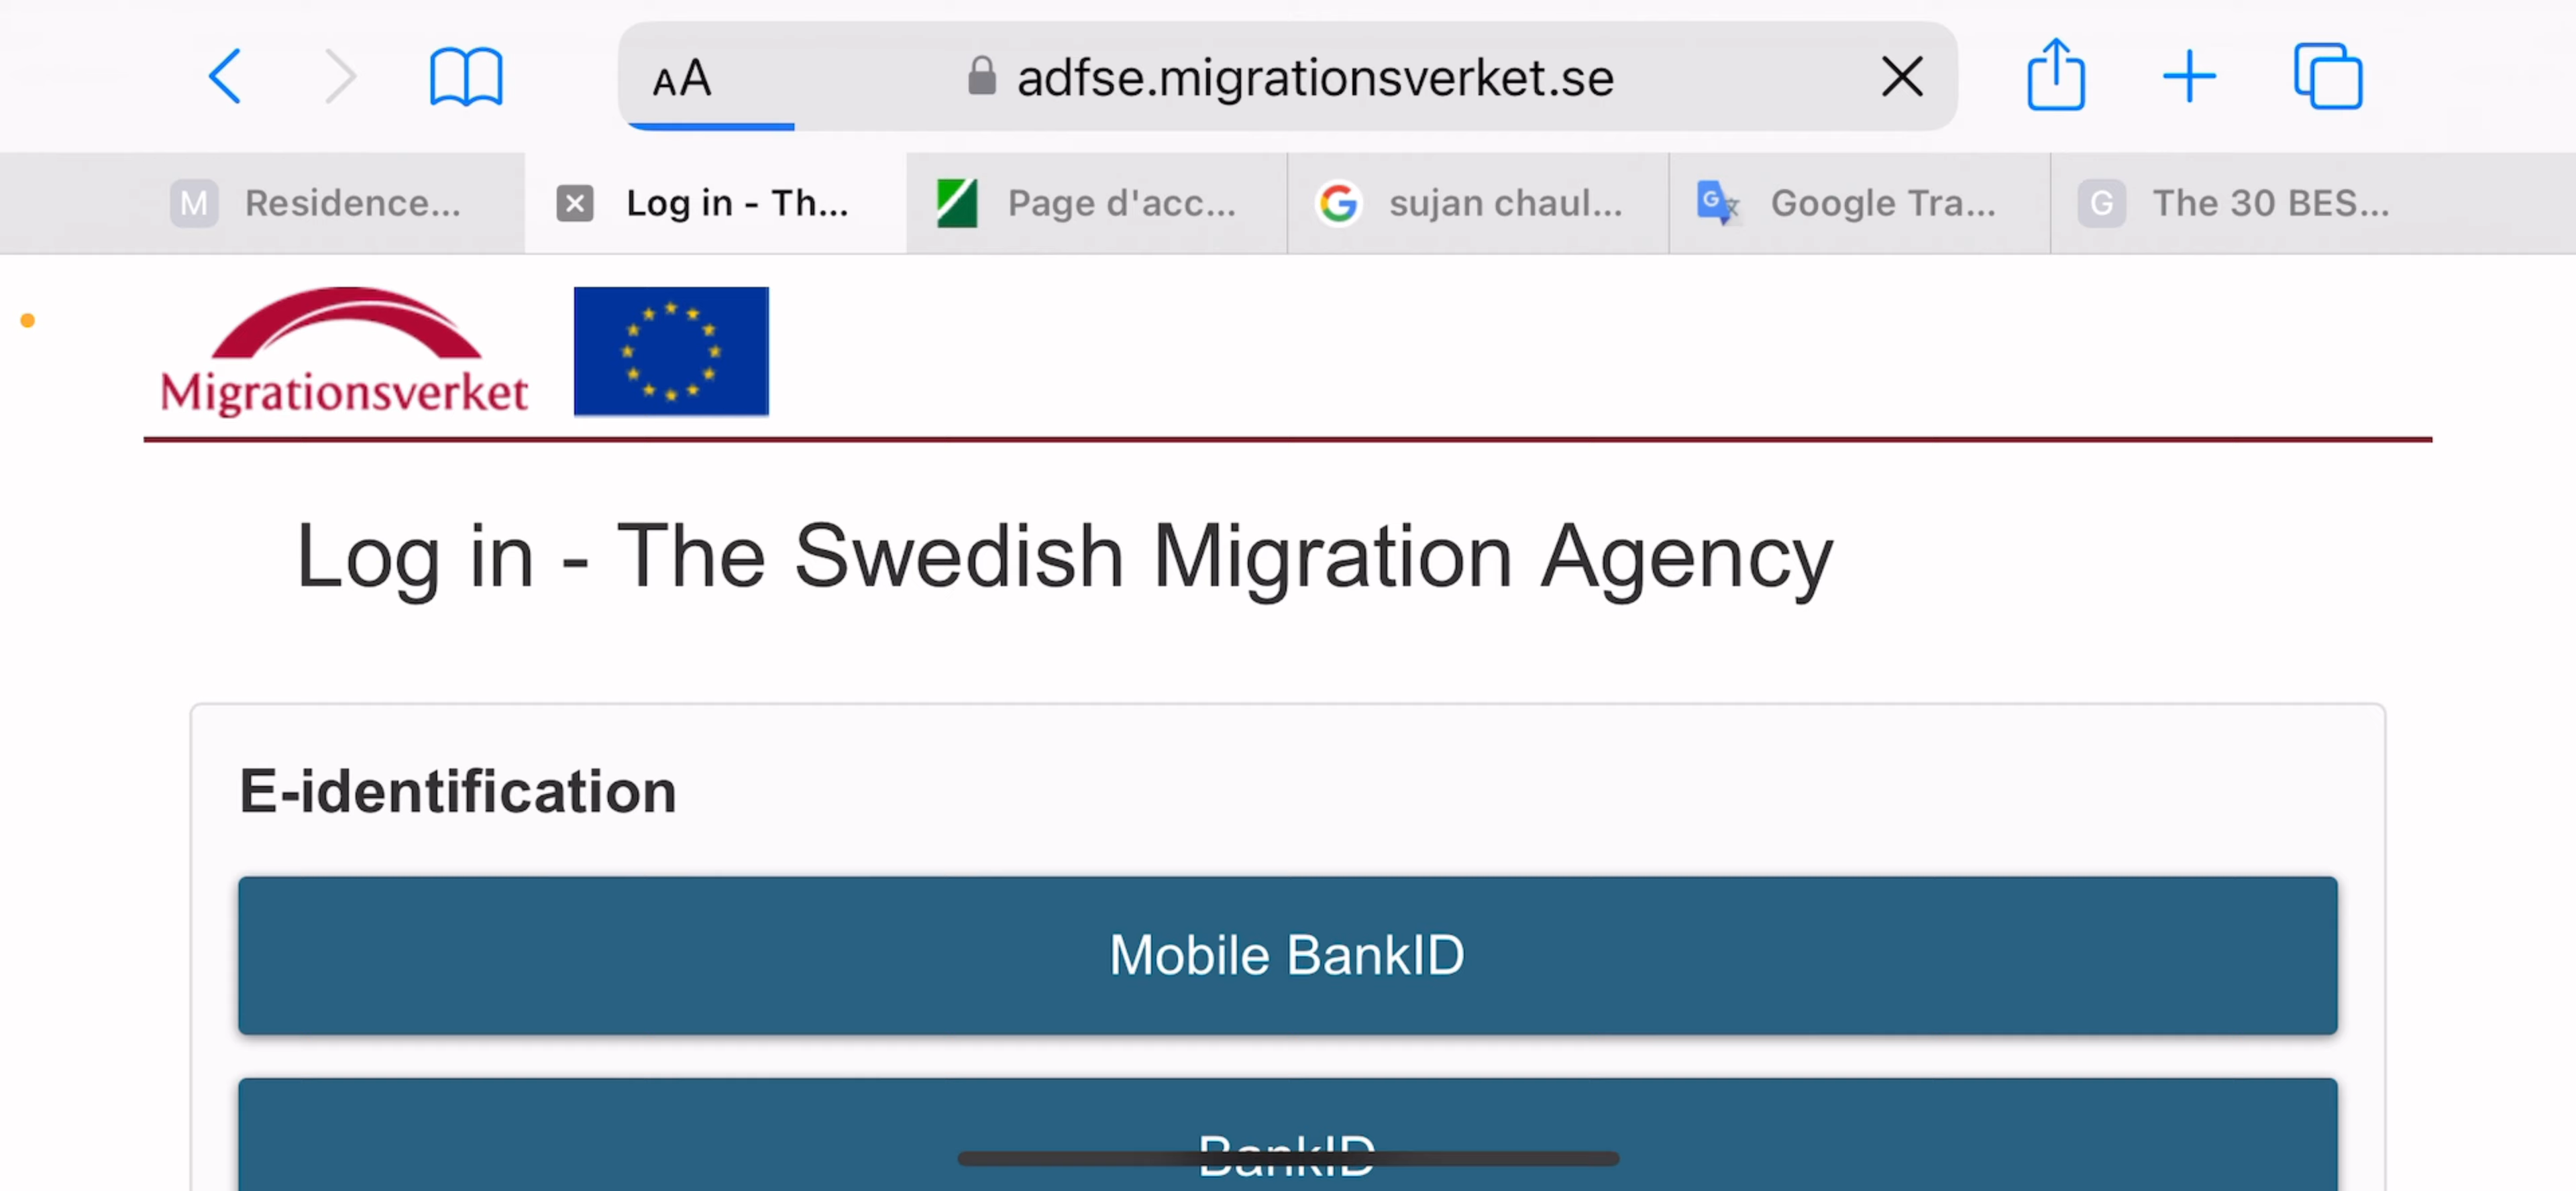 AA adfse.migrationsverket.se
M Residence... Log in - Th... Page d'acc... G sujan chaul... Google Tra... G The 30 BES...
Migrationsverket
Log in - The Swedish Migration Agency
E-identification
Mobile BankID
BankID